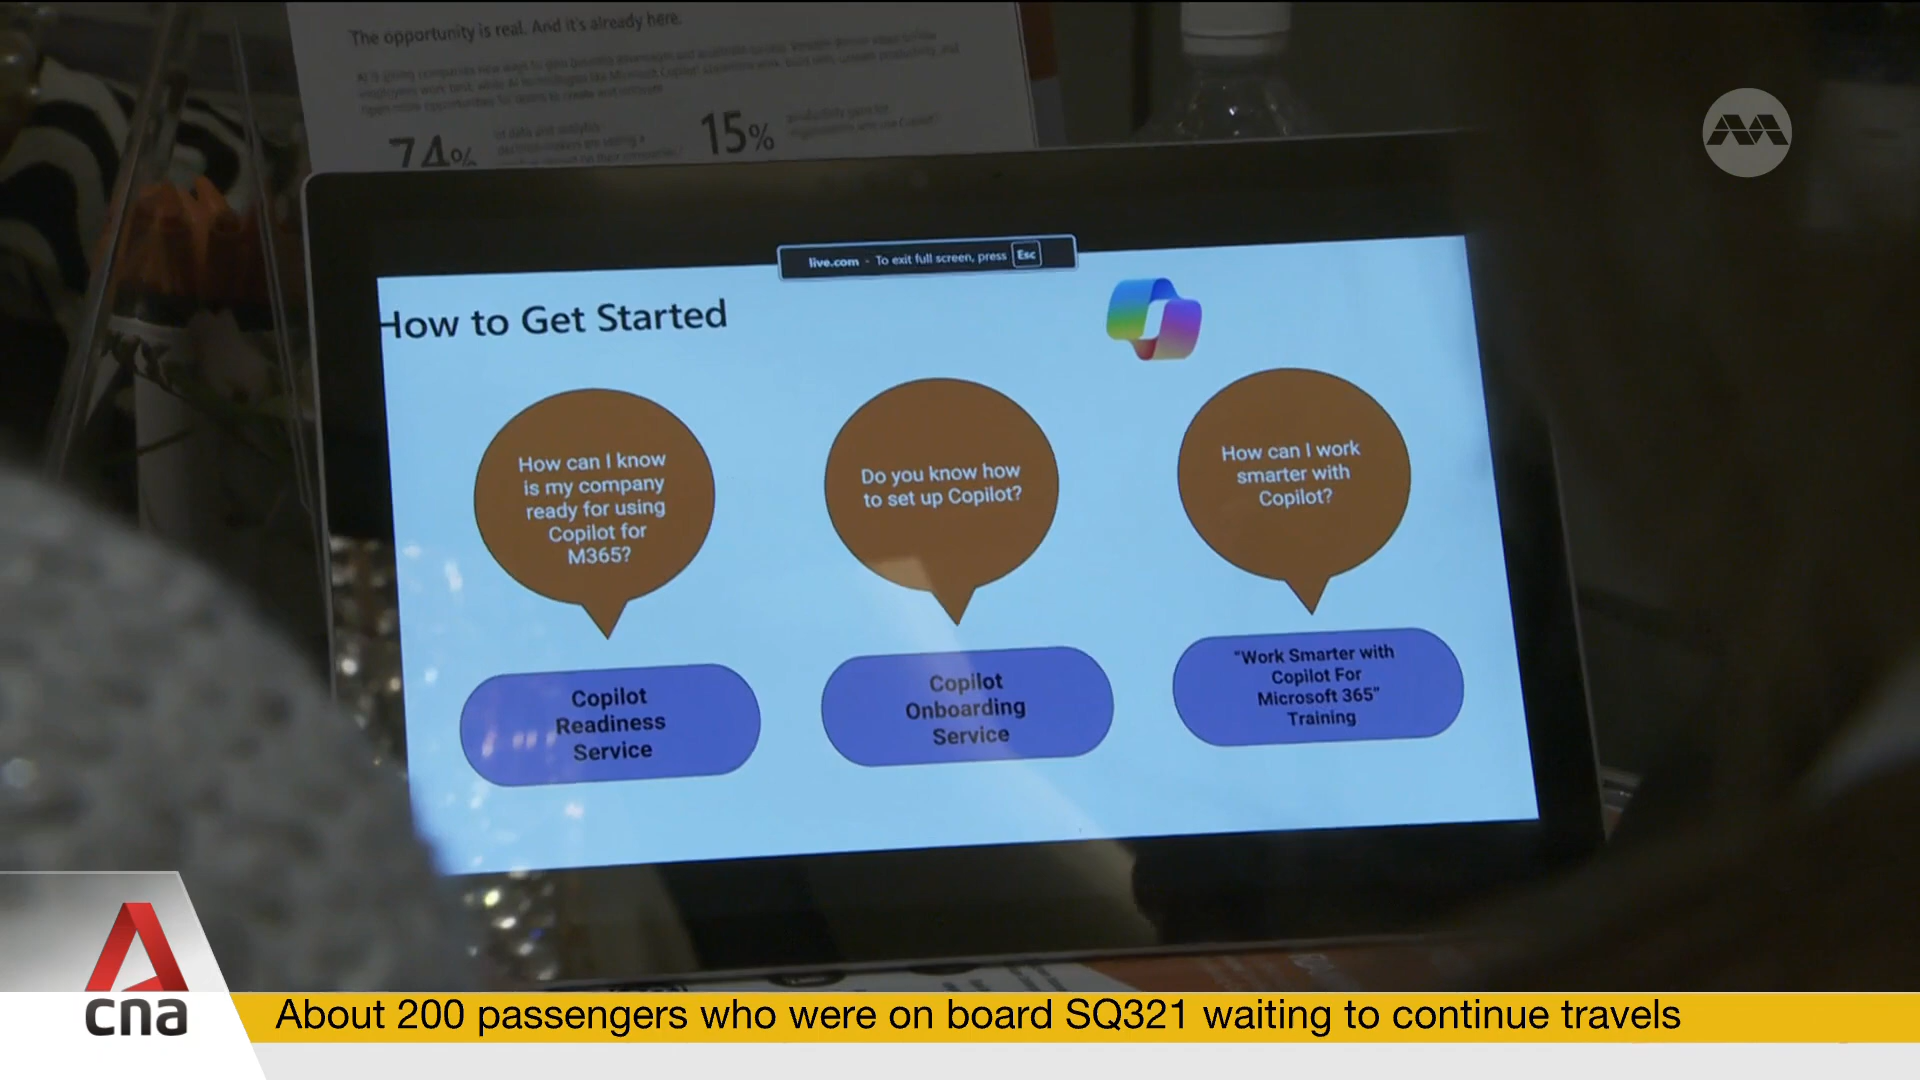 The opportunity is real. And it's already here.
74%
15%
live.com - To exit full screen, press Esc
How to Get Started
How can I know
is my company
ready for using
Copilot for
M365?
Do you know how
to set up Copilot?
How can I work
smarter with
Copilot?
Copilot
Readiness
Service
Copilot
Onboarding
Service
“Work Smarter with
Copilot For
Microsoft 365”
Training
cna
About 200 passengers who were on board SQ321 waiting to continue travels